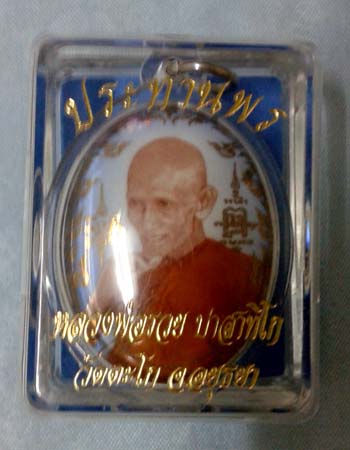 ประทานพร
หลวงพ่อรวย ปาสาทิโก
วัดตะโก จ.อยุธยา